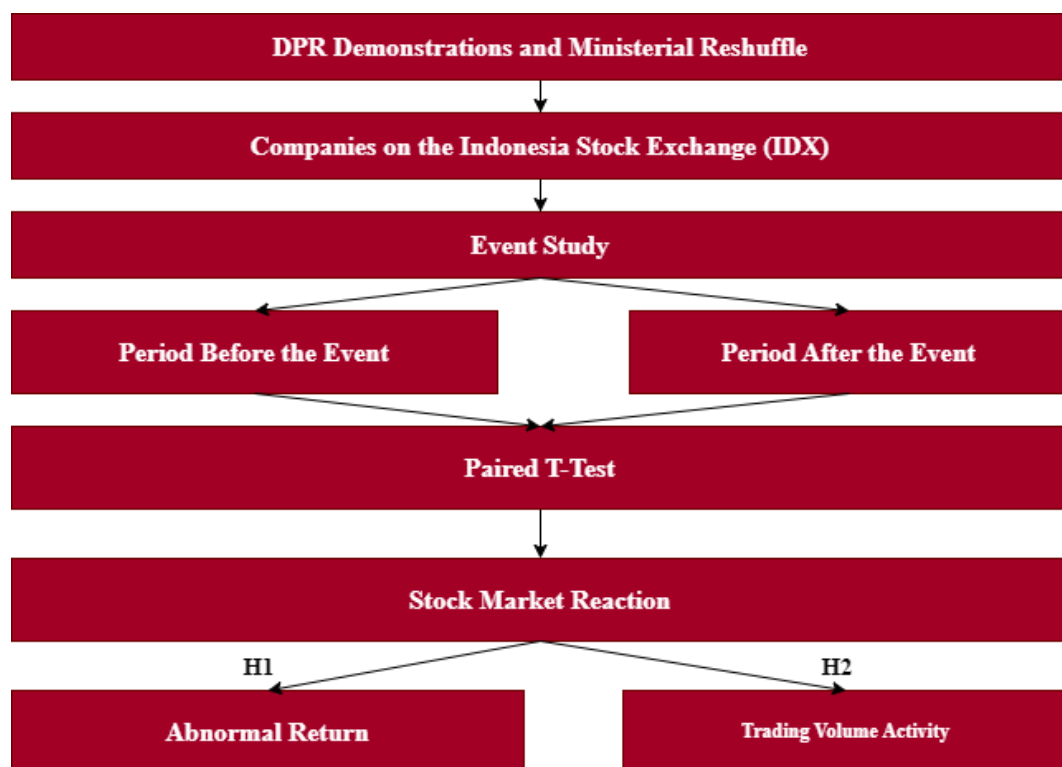 DPR Demonstrations and Ministerial Reshuffle
Companies on the Indonesia Stock Exchange (IDX)
Event Study
Period Before the Event
Period After the Event
Paired T-Test
Stock Market Reaction
H1
H2
Abnormal Return
Trading Volume Activity